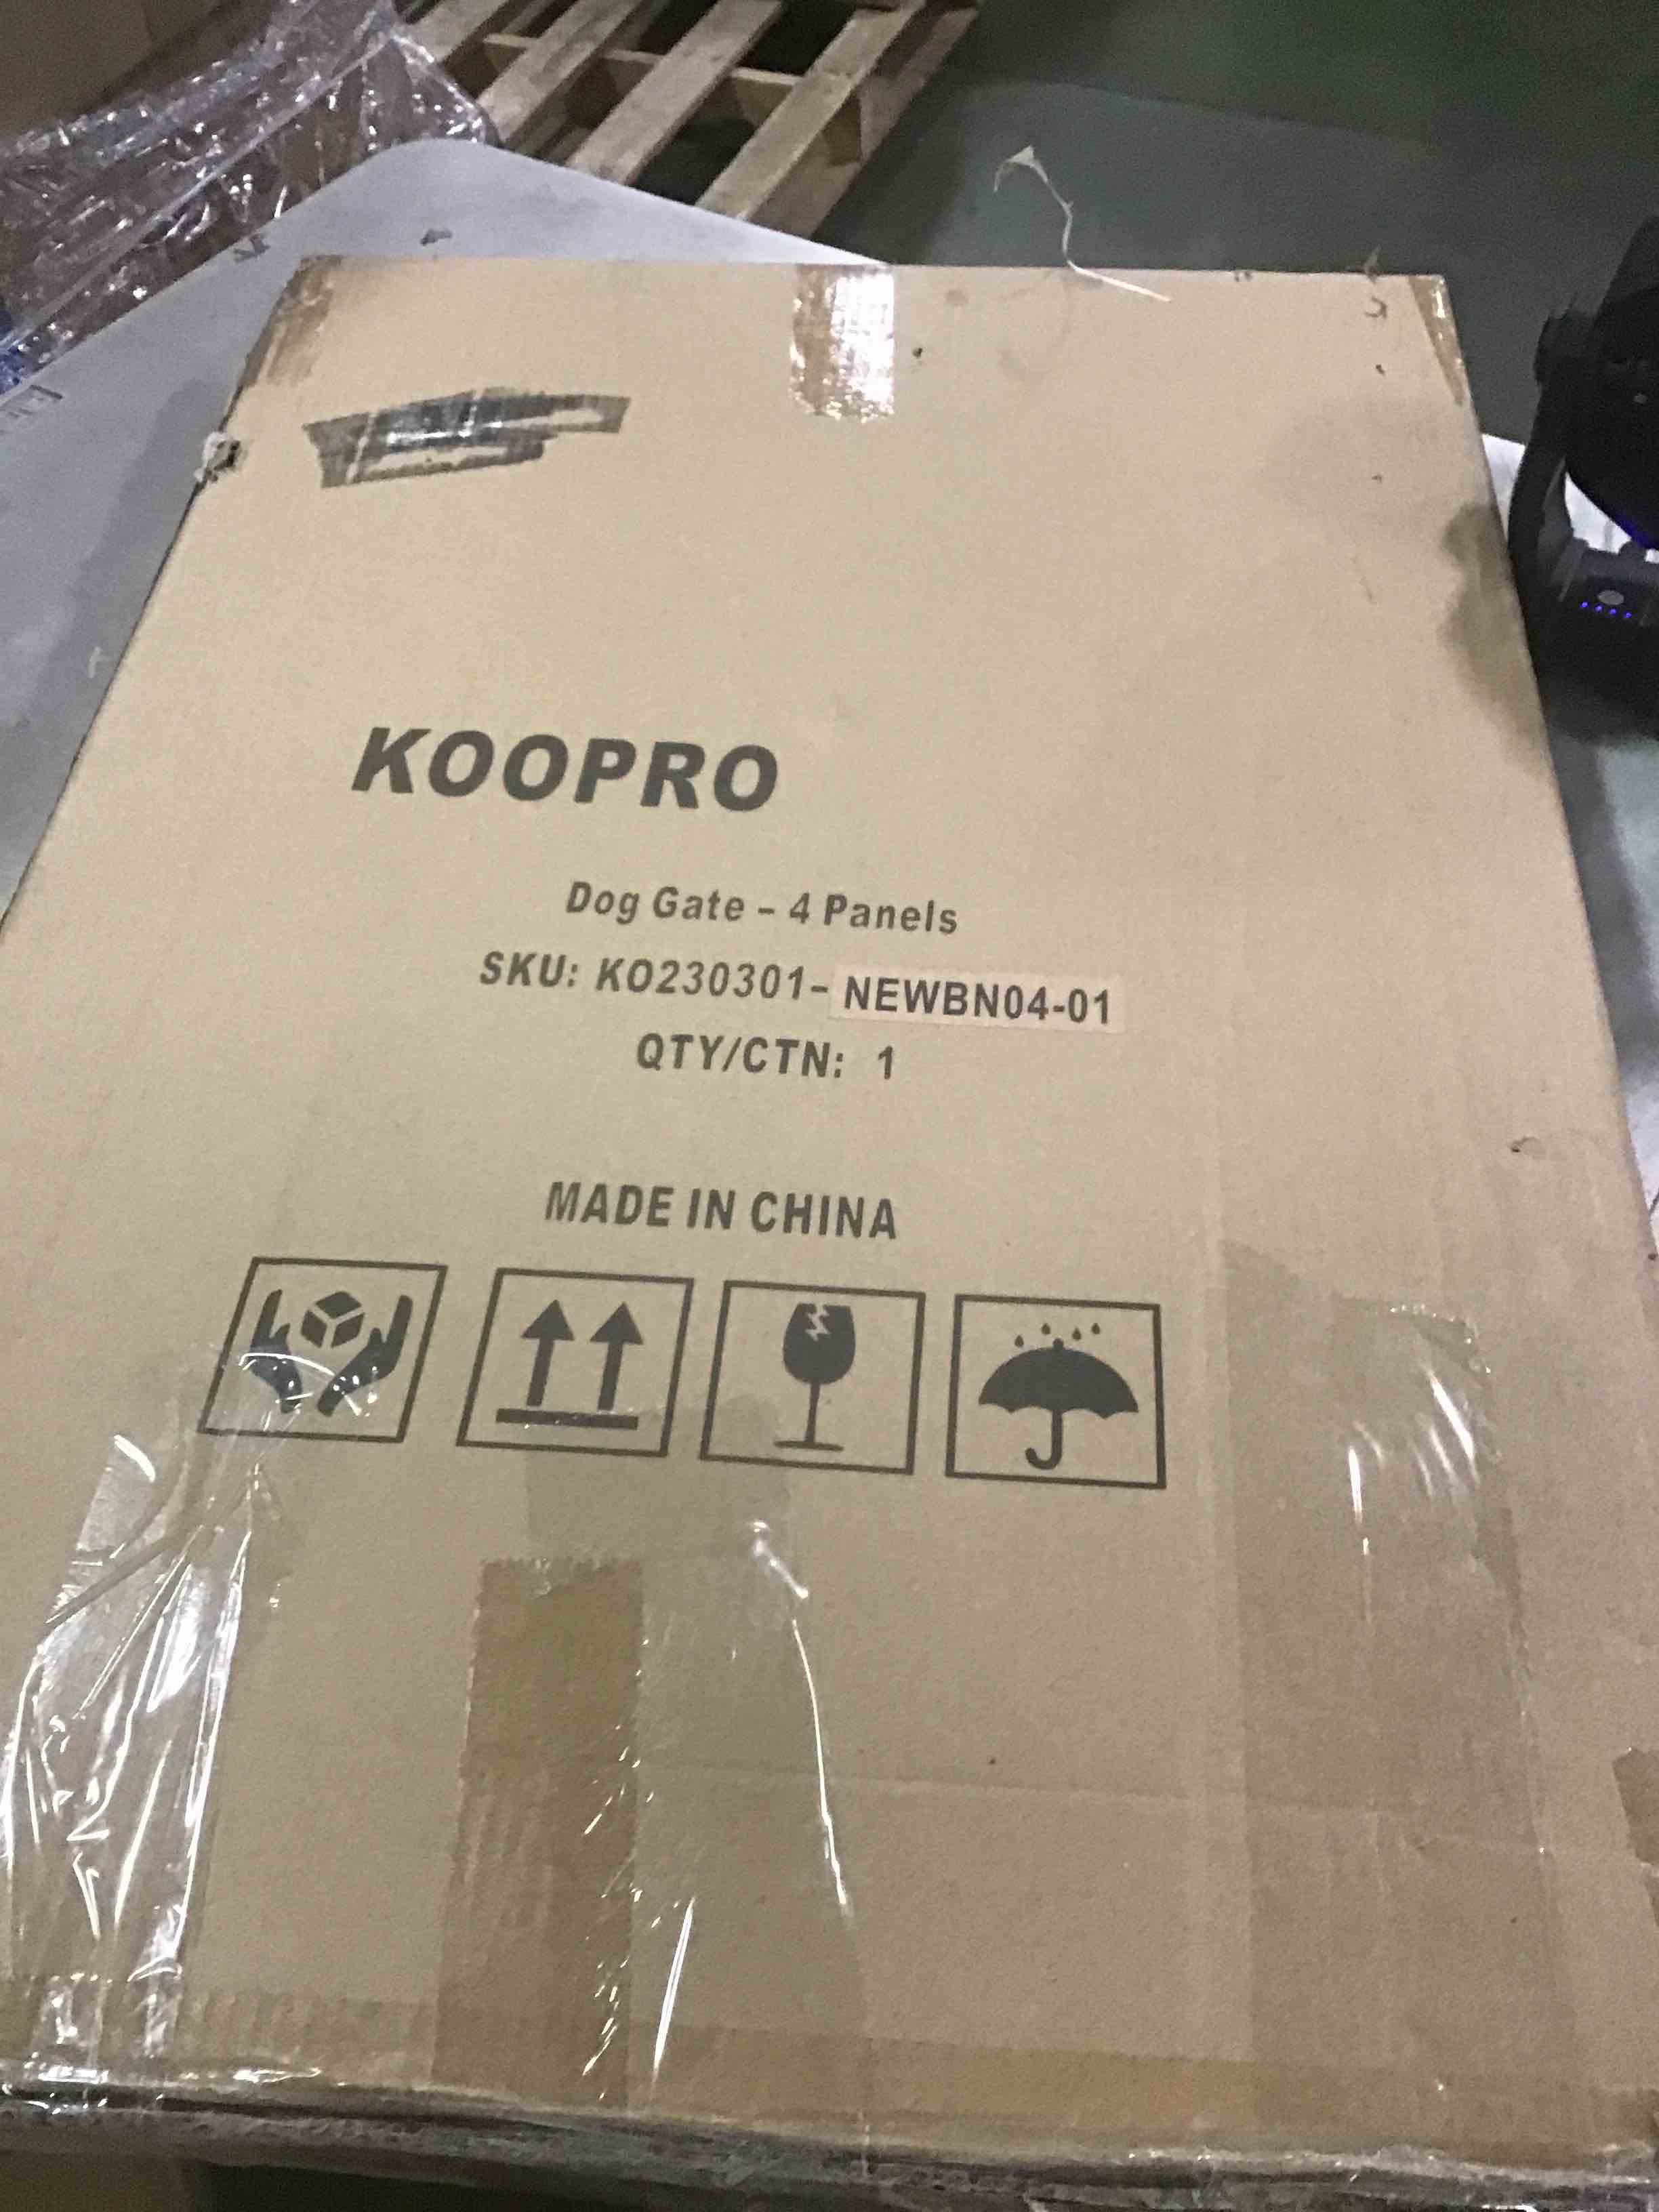 KOOPRO
Dog Gate - 4 Panels
SKU: KO230301- NEWBN04-01
QTY/CTN: 1
MADE IN CHINA